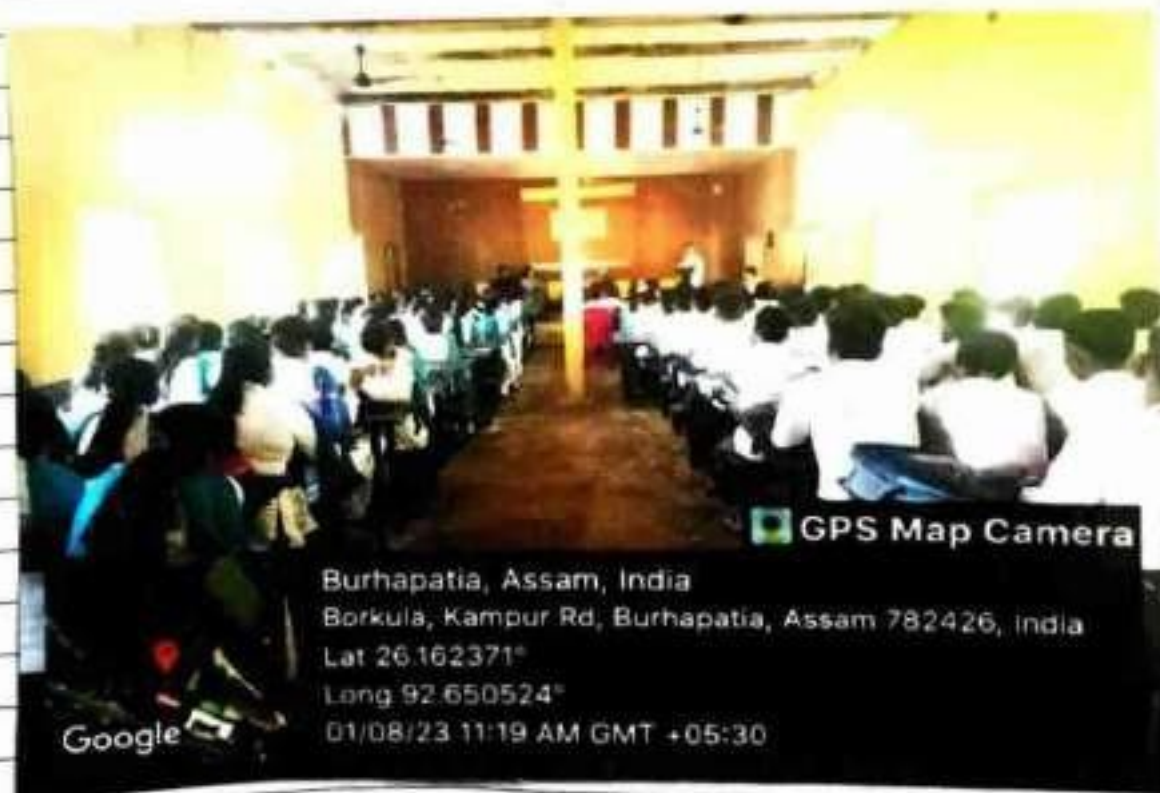 GPS Map Camera
Burhapatia, Assam, India
Borkula, Kampur Rd, Burhapatia, Assam 782426, India
Lat 26.162371°
Long 92.650524°
01/08/23 11:19 AM GMT +05:30
Google